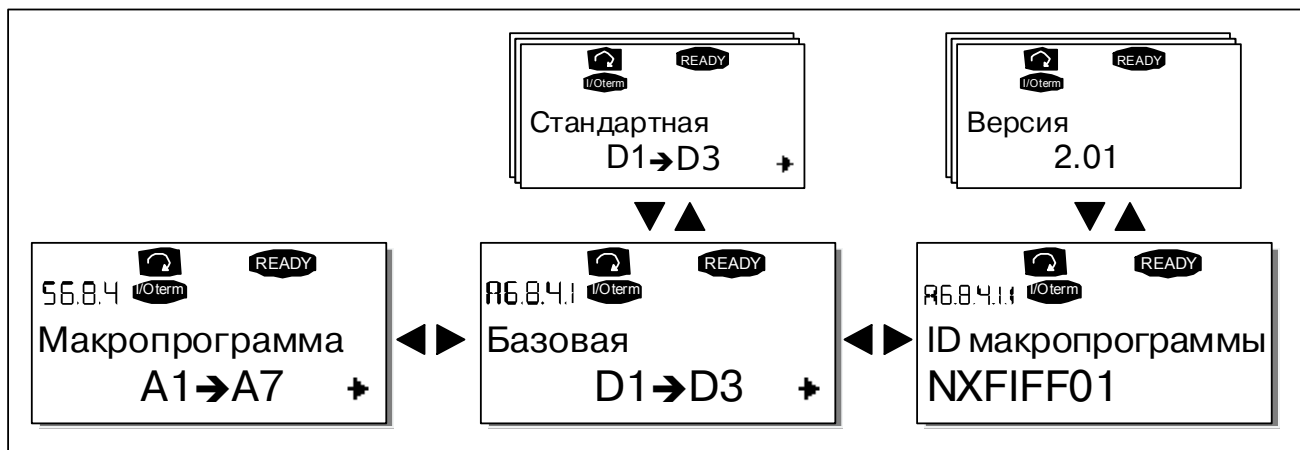 READY
I/Oterm
Стандартная
D1➔D3
READY
I/Oterm
Версия
2.01
READY
S6.8.4 I/Oterm
Макропрограмма
A1➔A7
READY
A6.8.4.1 I/Oterm
Базовая
D1➔D3
READY
A6.8.4.1.1 I/Oterm
ID макропрограммы
NXFIFF01